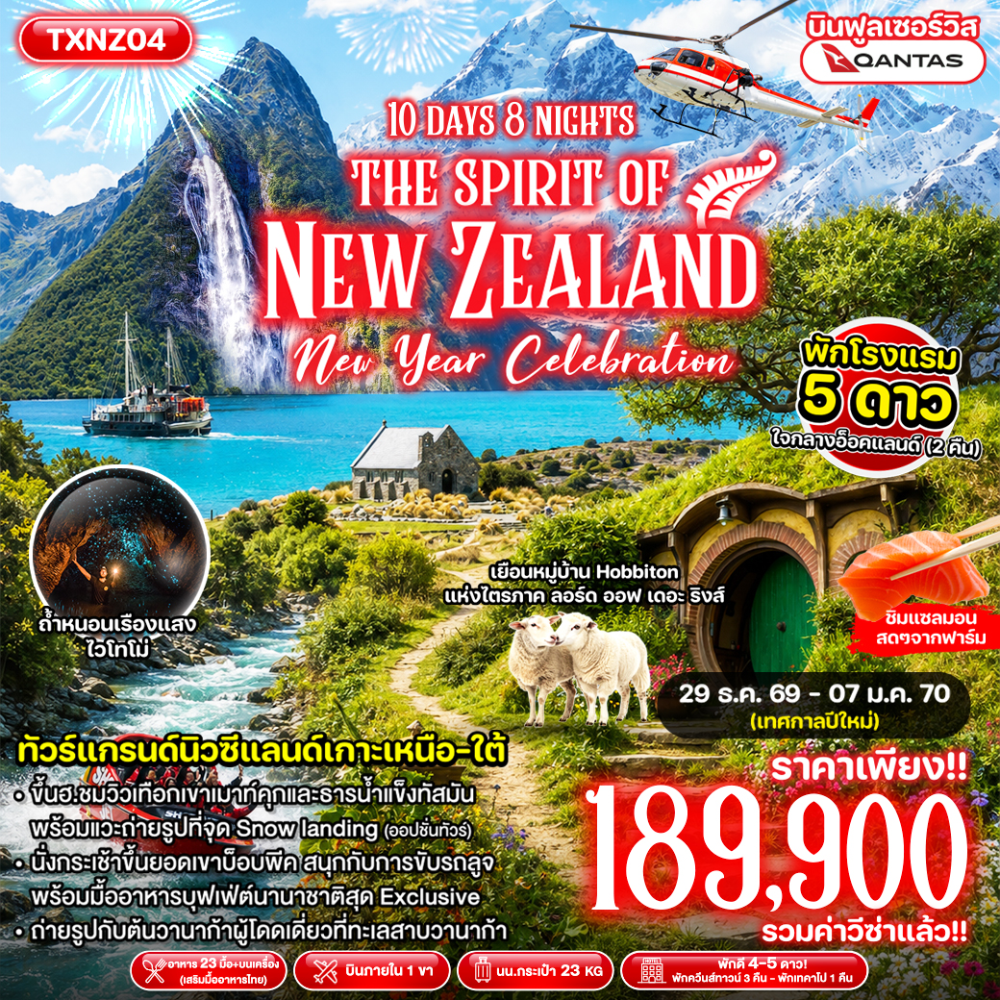 TXNZ04
บินฟูลเซอร์วิส
QANTAS
10 DAYS 8 NIGHTS
THE SPIRIT OF
NEW ZEALAND
New Year Celebration
พักโรงแรม
5 ดาว
ใจกลางอ็อคแลนด์ (2 คืน)
ถ้ำหนอนเรืองแสง
ไวโทโม่
เยือนหมู่บ้าน Hobbiton
แห่งไตรภาค ลอร์ด ออฟ เดอะ ริงส์
ชิมแซลมอน
สดๆจากฟาร์ม
29 ธ.ค. 69 - 07 ม.ค. 70
(เทศกาลปีใหม่)
ทัวร์แกรนด์นิวซีแลนด์เกาะเหนือ-ใต้
• ขึ้นฮ.ชมวิวเทือกเขาเมาท์คุกและธารน้ำแข็งทัสมัน
พร้อมแวะถ่ายรูปที่จุด Snow landing (ออปชั่นทัวร์)
• นั่งกระเช้าขึ้นยอดเขาบ็อบพีค สนุกกับการขับรถลูจ
พร้อมมื้ออาหารบุฟเฟ่ต์นานาชาติสุด Exclusive
• ถ่ายรูปกับต้นวานาก้าผู้โดดเดี่ยวที่ทะเลสาบวานาก้า
ราคาเพียง!!
189,900
รวมค่าวีซ่าแล้ว!!
อาหาร 23 มื้อ+บนเครื่อง
(เสริมมื้ออาหารไทย)
บินภายใน 1 ขา
นน.กระเป๋า 23 KG
HOTEL
พักดี 4-5 ดาว!
พักควีนส์ทาวน์ 3 คืน - พักเทคาโป 1 คืน